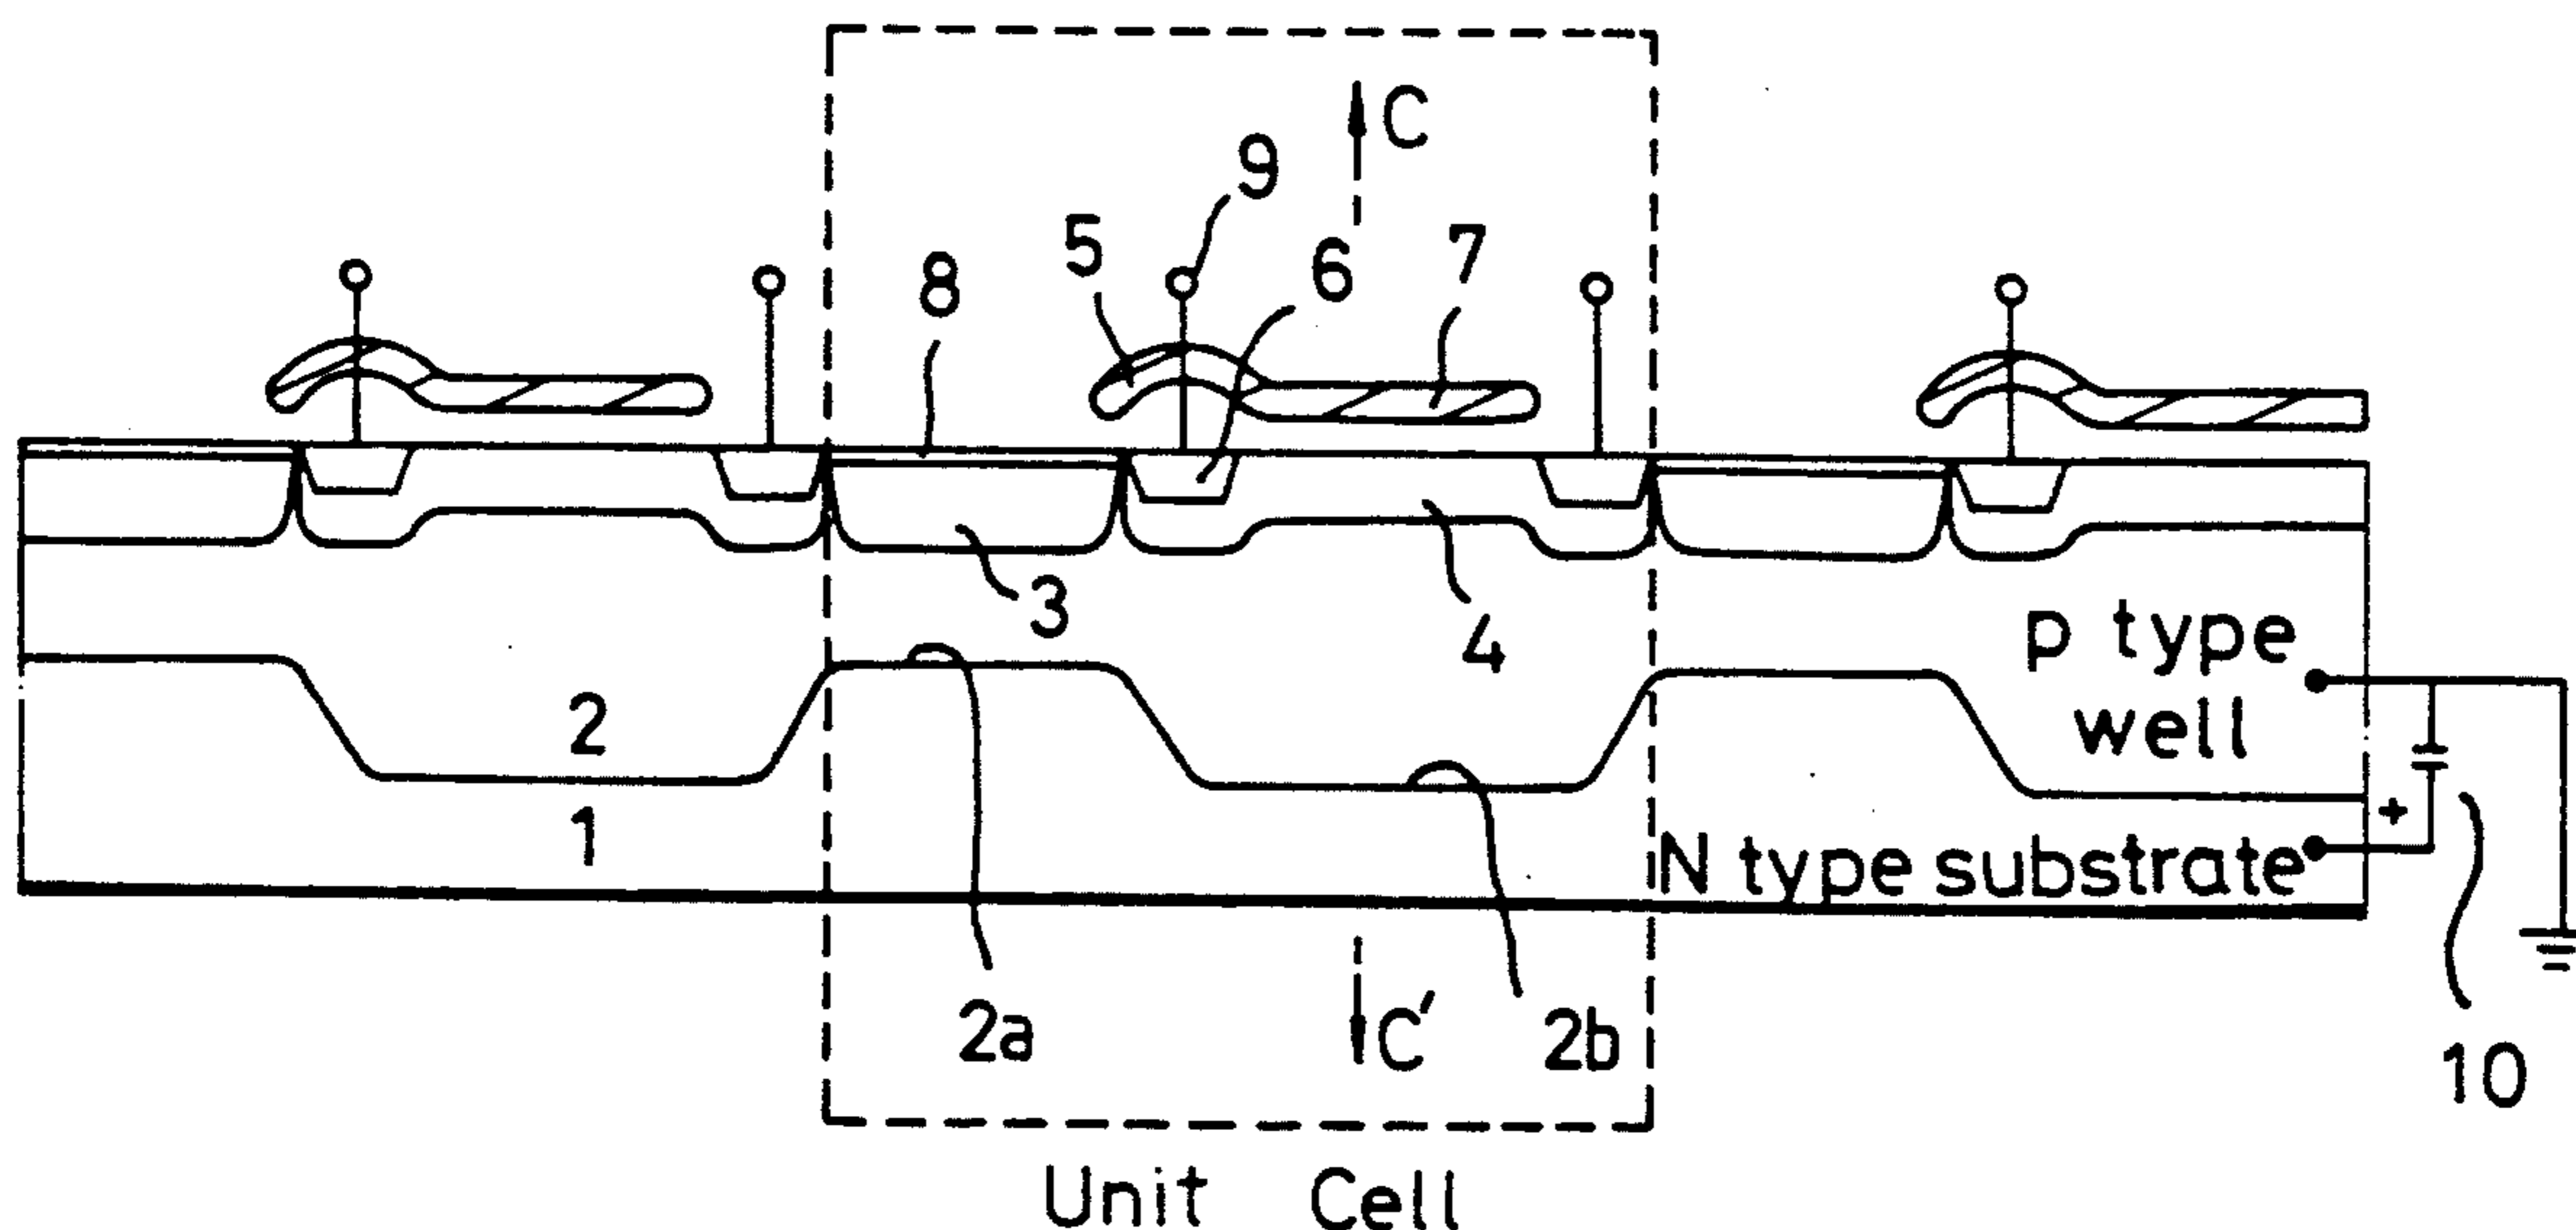 C
9
5
6
7
8
3
4
p type
well
2
1
+
N type substrate
2a
C′
2b
10
Unit Cell